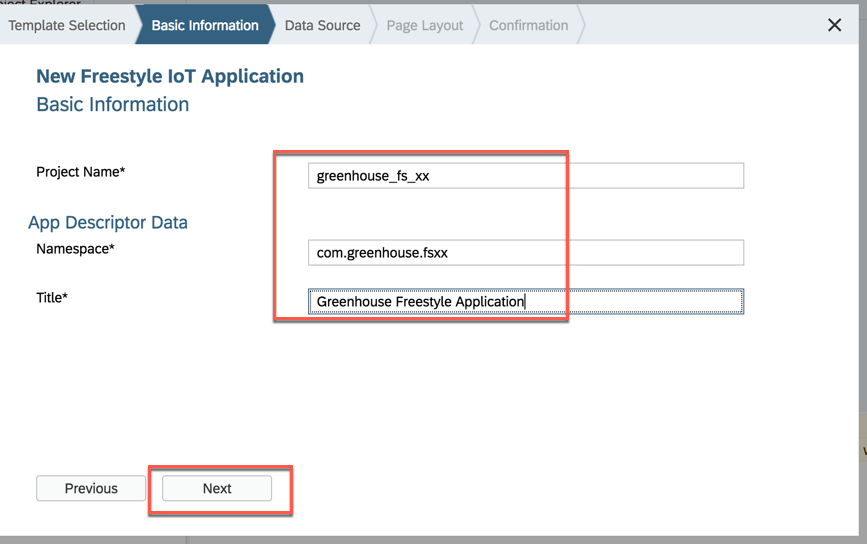 Template Selection Basic Information Data Source Page Layout Confirmation
New Freestyle IoT Application
Basic Information
Project Name* greenhouse_fs_xx
App Descriptor Data
Namespace* com.greenhouse.fsxx
Title* Greenhouse Freestyle Application
Previous Next